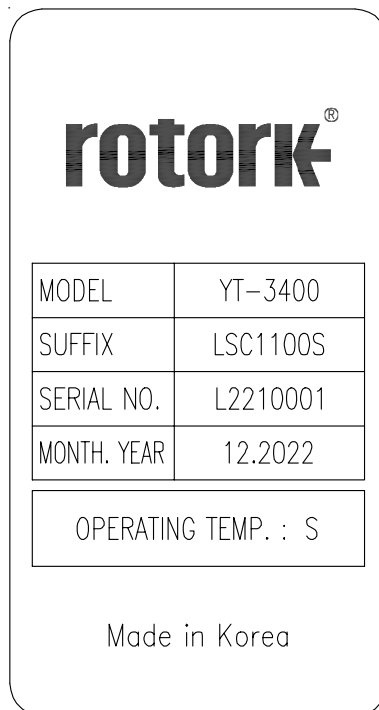 rotork®
MODEL YT-3400
SUFFIX LSC1100S
SERIAL NO. L2210001
MONTH. YEAR 12.2022
OPERATING TEMP. : S
Made in Korea